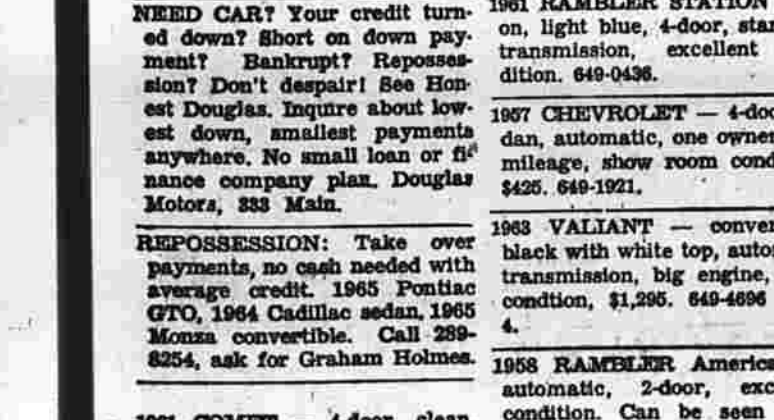 NEED CAR? Your credit turn-
ed down? Short on down pay-
ment? Bankrupt? Reposses-
sion? Don't despair! See Hon-
est Douglas. Inquire about low-
est down, smallest payments
anywhere. No small loan or fi-
nance company plan. Douglas
Motors, 333 Main.
REPOSSESSION: Take over
payments, no cash needed with
average credit. 1965 Pontiac
GTO, 1964 Cadillac sedan, 1965
Monza convertible. Call 289-
8254, ask for Graham Holmes.
1961 COMET 4-door clean
1961 RAMBLER STATION
on, light blue, 4-door, star
transmission, excellent
dition. 649-0436.
1957 CHEVROLET — 4-doo
dan, automatic, one owner
mileage, show room cond
$425. 649-1921.
1963 VALIANT — conver
black with white top, autor
transmission, big engine,
condtion, $1,295. 649-4696
4.
1958 RAMBLER America
automatic, 2-door, exc
condition. Can be seen